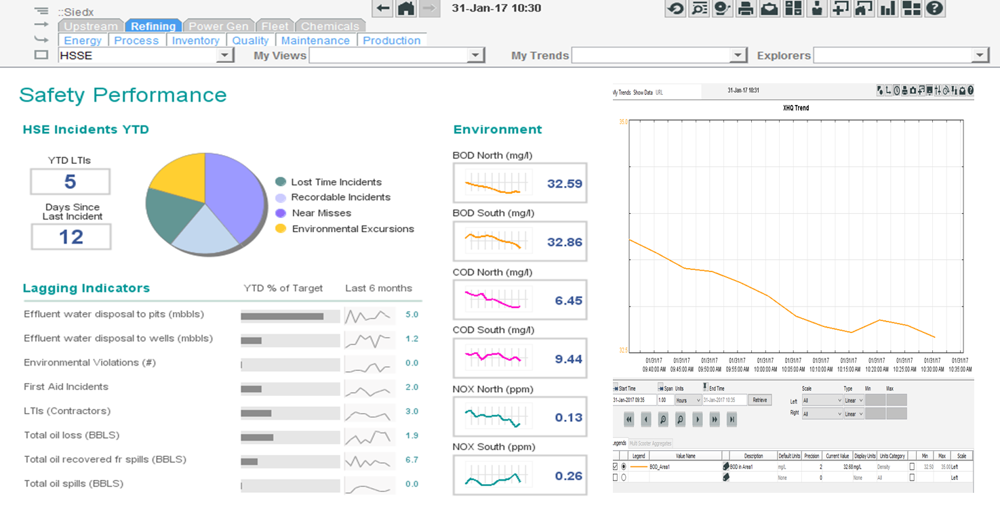 ::Siedx
31-Jan-17 10:30
Upstream Refining Power Gen Fleet Chemicals
Energy Process Inventory Quality Maintenance Production
HSSE My Views My Trends Explorers
Safety Performance
HSE Incidents YTD
YTD LTIs
5
Days Since
Last Incident
12
Lost Time Incidents
Recordable Incidents
Near Misses
Environmental Excursions
Lagging Indicators YTD % of Target Last 6 months
Effluent water disposal to pits (mbbls) 5.0
Effluent water disposal to wells (mbbls) 1.2
Environmental Violations (#) 0.0
First Aid Incidents 2.0
LTIs (Contractors) 3.0
Total oil loss (BBLS) 1.9
Total oil recovered fr spills (BBLS) 6.7
Total oil spills (BBLS) 0.0
Environment
BOD North (mg/l)
32.59
BOD South (mg/l)
32.86
COD North (mg/l)
6.45
COD South (mg/l)
9.44
NOX North (ppm)
0.13
NOX South (ppm)
0.26
My Trends Show Data URL 31-Jan-17 10:31
XHQ Trend
35.0
32.5
01/31/17 01/31/17 01/31/17 01/31/17 01/31/17 01/31/17 01/31/17 01/31/17 01/31/17 01/31/17 01/31/17 01/31/17
09:40:00 AM 09:45:00 AM 09:50:00 AM 09:55:00 AM 10:00:00 AM 10:05:00 AM 10:10:00 AM 10:15:00 AM 10:20:00 AM 10:25:00 AM 10:30:00 AM 10:35:00 AM
Start Time Span Units End Time Scale Type Min Max
31-Jan-2017 09:35 1.00 Hours 31-Jan-2017 10:35 Retrieve Left All Linear
Right All Linear
Legends Multi Scooter Aggregates
Legend Value Name Description Default Units Precision Current Value Display Units Units Category Min Max Scale
BOD_Area1 BOD in Area1 mg/L 2 32.68 mg/L Density 32.50 35.00 Left
None 0 None All Left